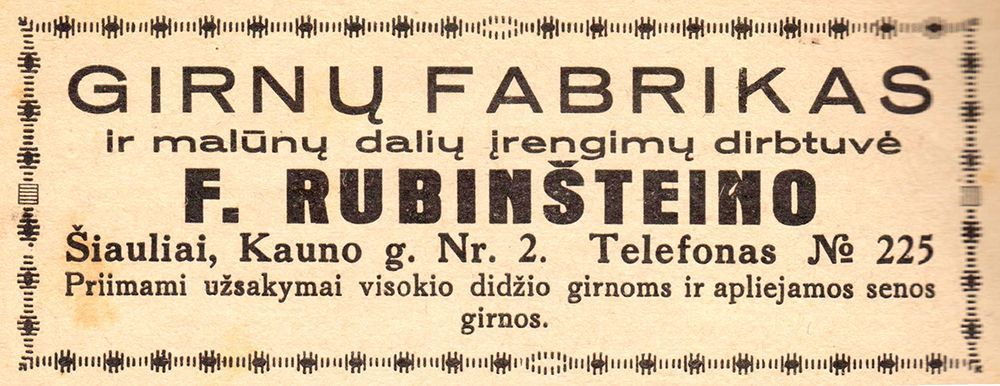 GIRNŲ FABRIKAS
ir malūnų dalių įrengimų dirbtuvė
F. RUBINŠTEINO
Šiauliai, Kauno g. Nr. 2. Telefonas № 225
Priimami užsakymai visokio didžio girnoms ir apliejamos senos
girnos.